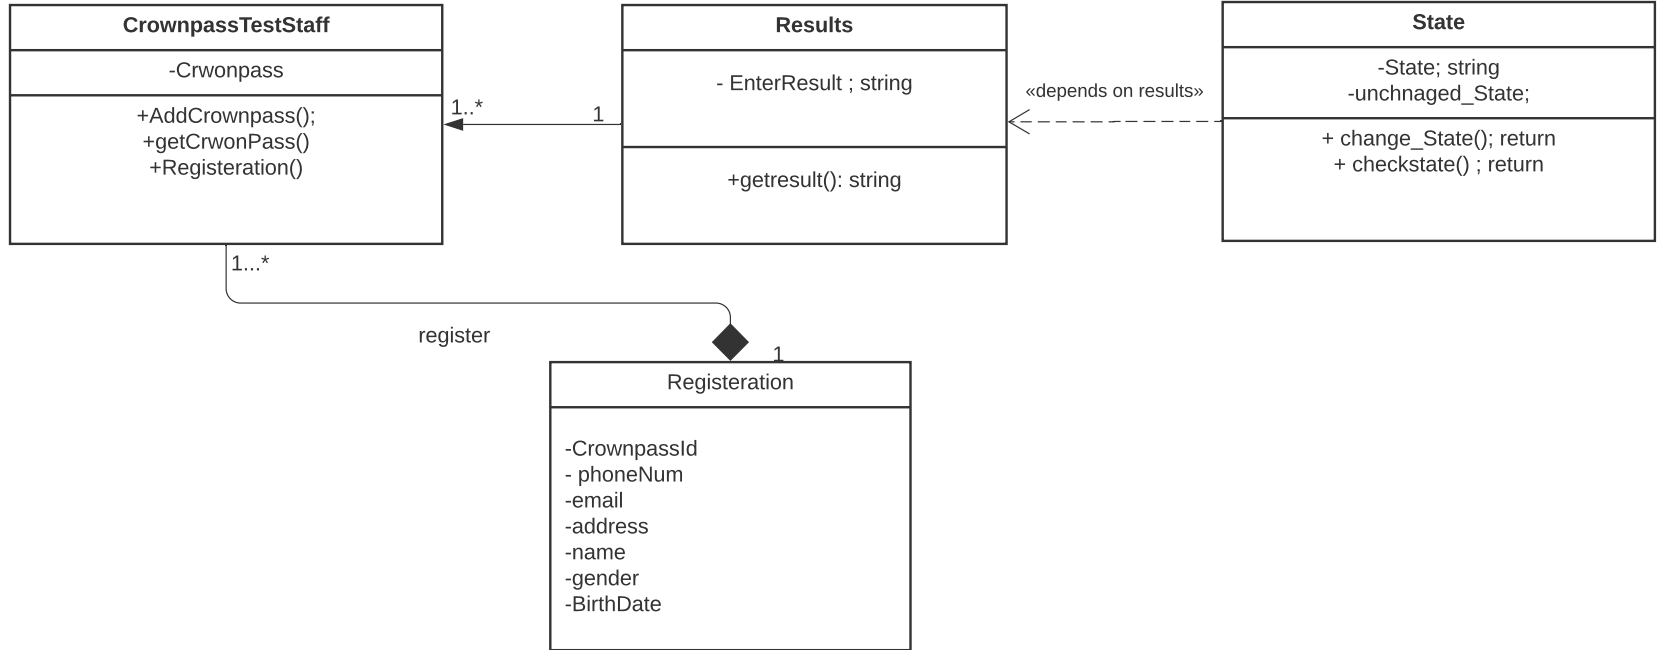 CrownpassTestStaff
-Crwonpass
+AddCrownpass();
+getCrwonPass()
+Registeration()
1..*
1
Results
- EnterResult ; string
+getresult(): string
«depends on results»
State
-State; string
-unchnaged_State;
+ change_State(); return
+ checkstate() ; return
1...*
register
1
Registeration
-CrownpassId
- phoneNum
-email
-address
-name
-gender
-BirthDate